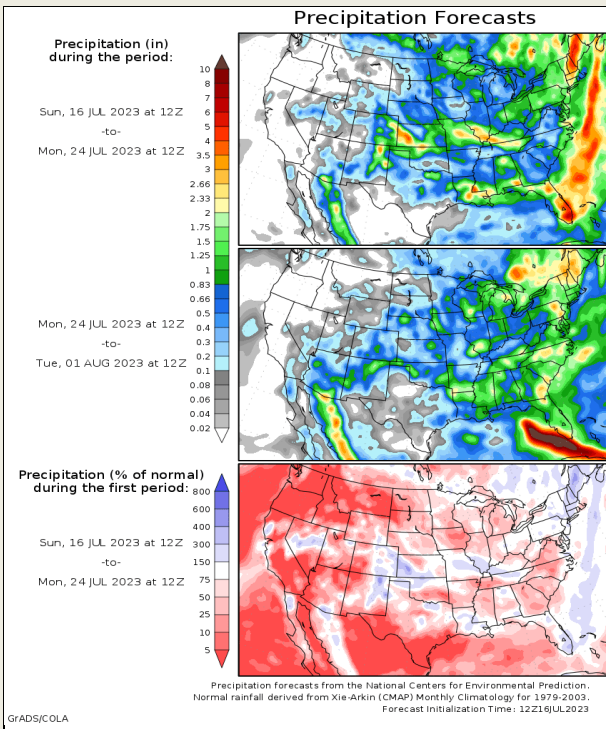 Precipitation Forecasts
Precipitation (in)
during the period:
Sun, 16 JUL 2023 at 12Z
-to-
Mon, 24 JUL 2023 at 12Z
10
8
7
6
5
4
3.5
3
2.66
2.33
2
1.75
1.5
1.25
1
0.83
0.66
0.5
0.4
0.3
0.2
0.1
0.08
0.06
0.04
0.02
Mon, 24 JUL 2023 at 12Z
-to-
Tue, 01 AUG 2023 at 12Z
Precipitation (% of normal)
during the first period:
Sun, 16 JUL 2023 at 12Z
-to-
Mon, 24 JUL 2023 at 12Z
800
600
400
300
150
75
50
25
10
5
Precipitation forecasts from the National Centers for Environmental Prediction.
Normal rainfall derived from Xie-Arkin (CMAP) Monthly Climatology for 1979-2003.
Forecast Initialization Time: 12Z16JUL2023
GrADS/COLA